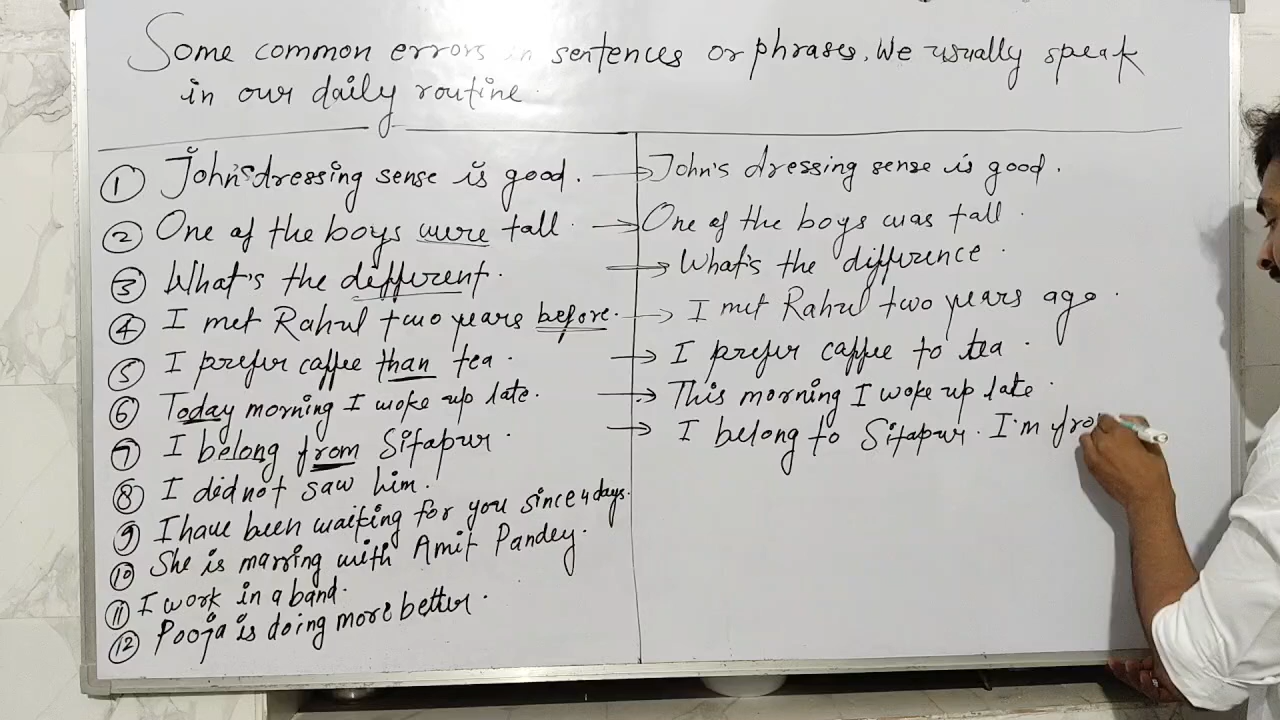 Some common errors in sentences or phrases, We usually speak
in our daily routine.
① John's dressing sense is good. → John's dressing sense is good.
② One of the boys were tall. → One of the boys was tall.
③ What's the different. → What's the difference.
④ I met Rahul two years before. → I met Rahul two years ago.
⑤ I prefer caffee than tea. → I prefer caffee to tea.
⑥ Today morning I woke up late. → This morning I woke up late.
⑦ I belong from Sitapur. → I belong to Sitapur. I'm fro
⑧ I did not saw him.
⑨ I have been waiting for you since 4 days.
⑩ She is marring with Amit Pandey.
⑪ I work in a band.
⑫ Pooja is doing more better.